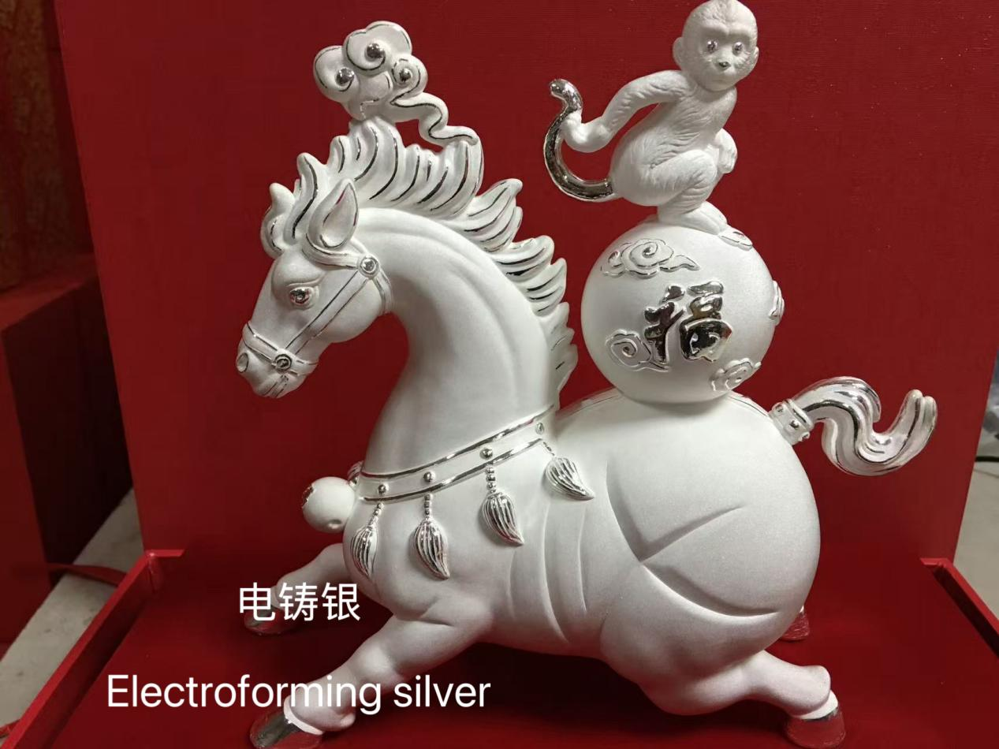 福
电铸银
Electroforming silver